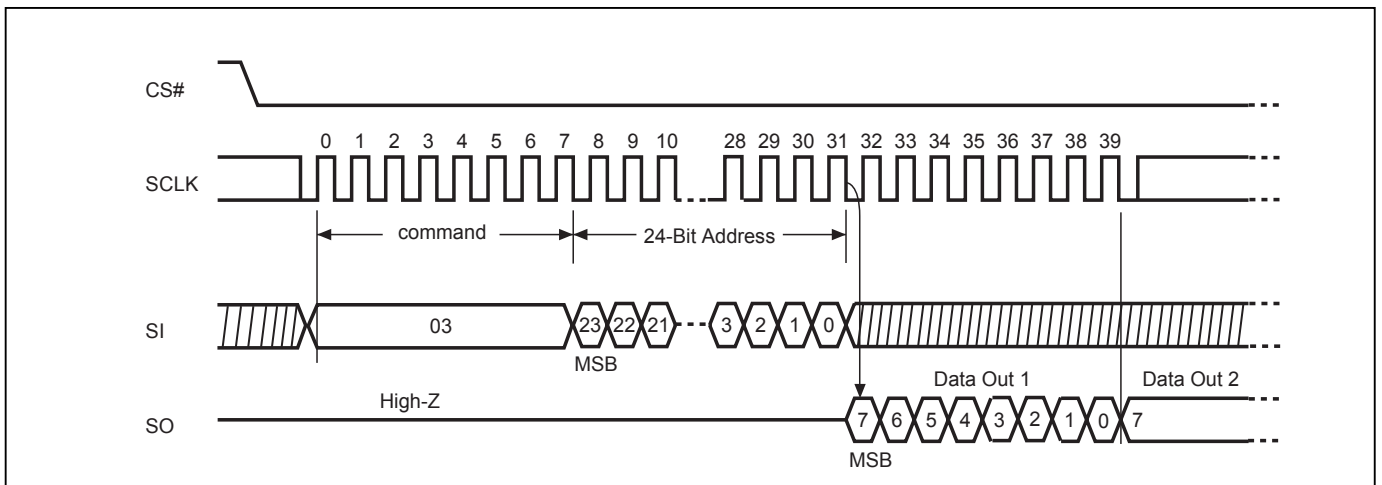 CS#
0 1 2 3 4 5 6 7 8 9 10 28 29 30 31 32 33 34 35 36 37 38 39
SCLK
command 24-Bit Address
SI 03 23 22 21 3 2 1 0
MSB
Data Out 1 Data Out 2
High-Z
SO 7 6 5 4 3 2 1 0 7
MSB